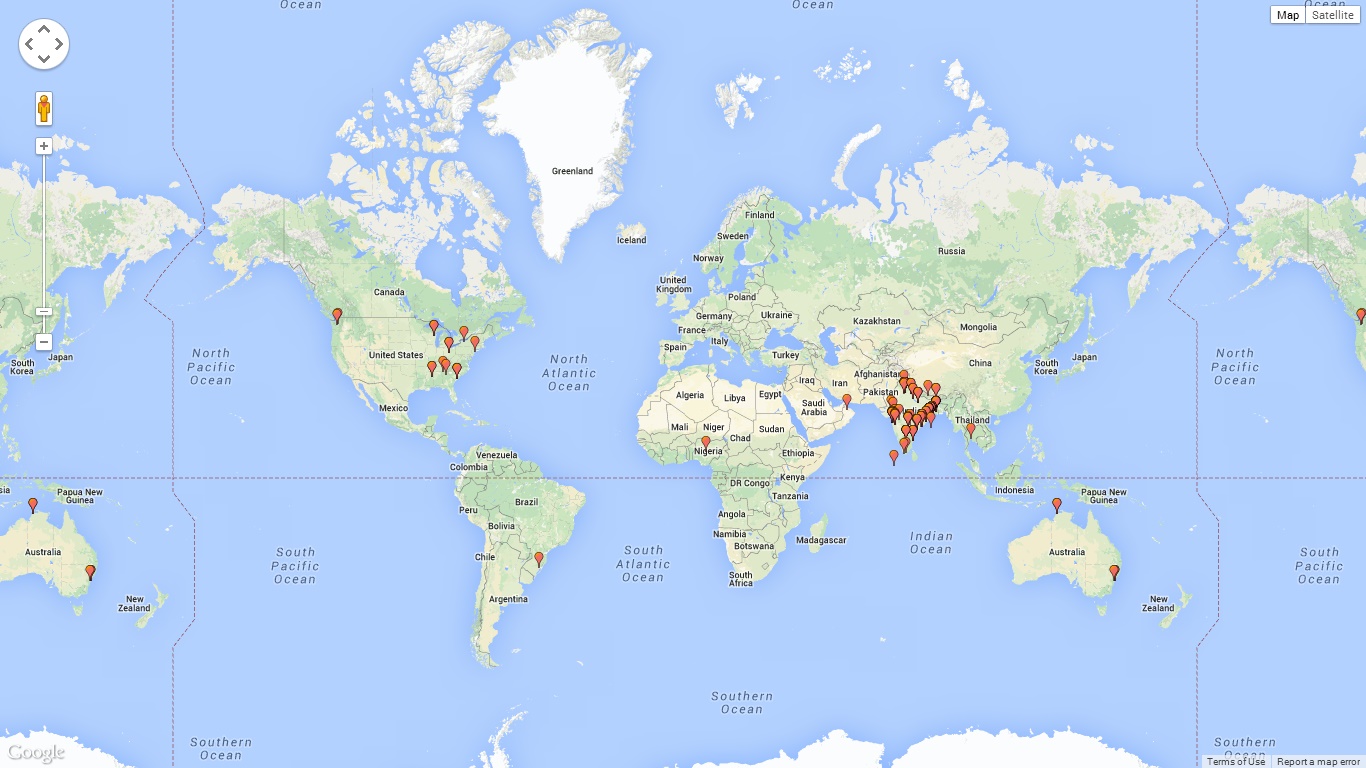 Ocean
Ocean
Ocean
Map
Satellite
Greenland
Finland
Iceland
Sweden
Norway
Russia
United
Kingdom
Canada
Poland
Germany
Ukraine
Kazakhstan
Mongolia
France
Italy
Spain
Turkey
United States
North
Pacific
Ocean
North
Atlantic
Ocean
South
Korea
Japan
China
South
Korea
Japan
North
Pacific
Ocean
Afghanistan
Iraq
Iran
Pakistan
Algeria
Libya
Egypt
Saudi
Arabia
Mexico
Mali
Niger
Chad
Sudan
Thailand
Nigeria
Ethiopia
Venezuela
Colombia
DR Congo
Kenya
Tanzania
Indonesia
Papua New
Guinea
Papua New
Guinea
Brazil
Peru
Bolivia
Angola
Namibia
Botswana
Madagascar
Indian
Ocean
Australia
Australia
South
Pacific
Ocean
Chile
South
Atlantic
Ocean
South
Africa
South
Pacific
Ocean
Argentina
New
Zealand
New
Zealand
Southern
Ocean
Southern
Ocean
Southern
Ocean
Google
Terms of Use
Report a map error